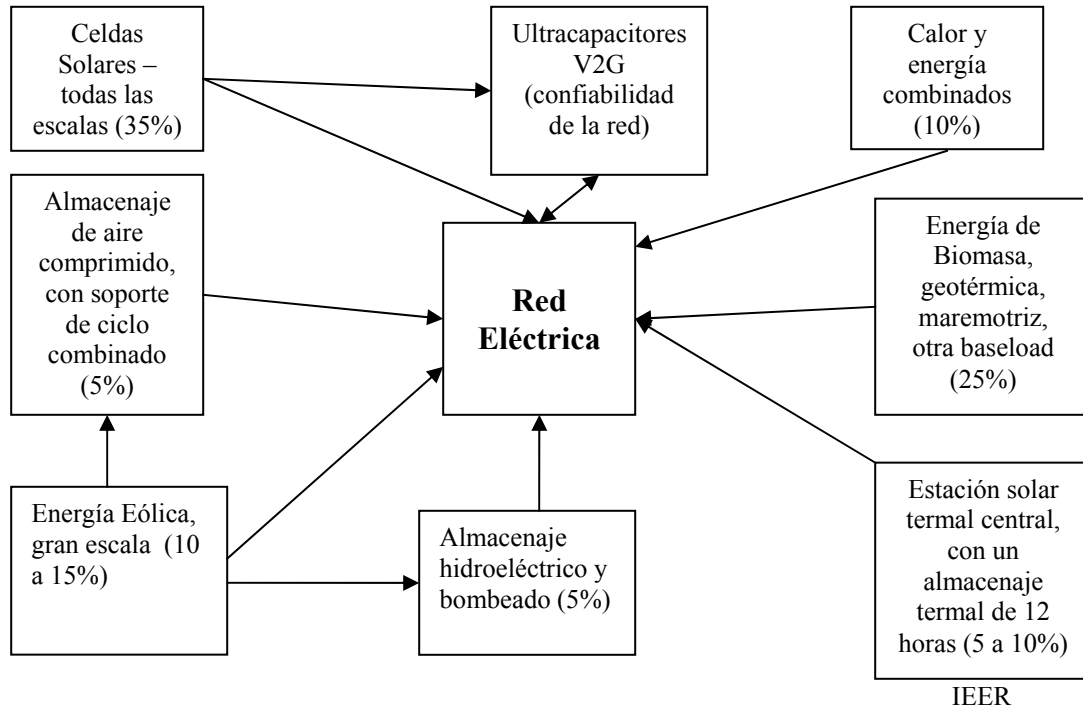 Celdas
Solares –
todas las
escalas (35%)
Ultracapacitores
V2G
(confiabilidad
de la red)
Calor y
energía
combinados
(10%)
Almacenaje
de aire
comprimido,
con soporte
de ciclo
combinado
(5%)
Red
Eléctrica
Energía de
Biomasa,
geotérmica,
maremotriz,
otra baseload
(25%)
Energía Eólica,
gran escala (10
a 15%)
Almacenaje
hidroeléctrico y
bombeado (5%)
Estación solar
termal central,
con un
almacenaje
termal de 12
horas (5 a 10%)
IEER